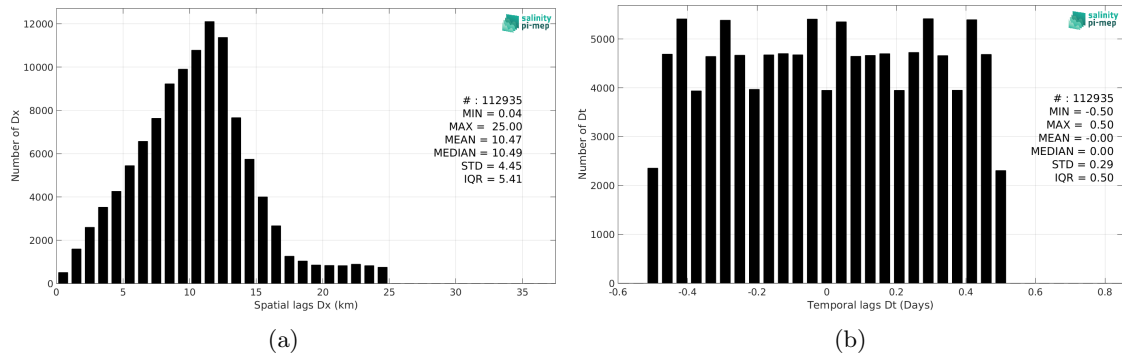 12000
10000
8000
6000
4000
2000
0
Number of Dx
0 5 10 15 20 25 30 35
Spatial lags Dx (km)
salinity
pi-mep
# : 112935
MIN = 0.04
MAX = 25.00
MEAN = 10.47
MEDIAN = 10.49
STD = 4.45
IQR = 5.41
(a)
5000
4000
3000
2000
1000
0
Number of Dt
-0.6 -0.4 -0.2 0 0.2 0.4 0.6 0.8
Temporal lags Dt (Days)
salinity
pi-mep
# : 112935
MIN = -0.50
MAX = 0.50
MEAN = -0.00
MEDIAN = 0.00
STD = 0.29
IQR = 0.50
(b)